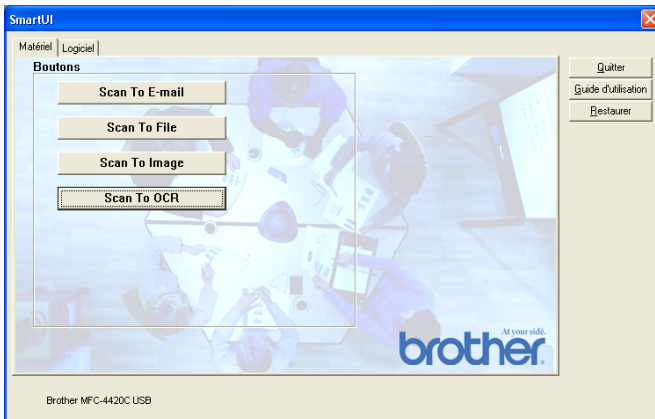 SmartUI
Matériel
Logiciel
Boutons
Scan To E-mail
Scan To File
Scan To Image
Scan To OCR
Quitter
Guide d'utilisation
Restaurer
At your side.
brother
Brother MFC-4420C USB